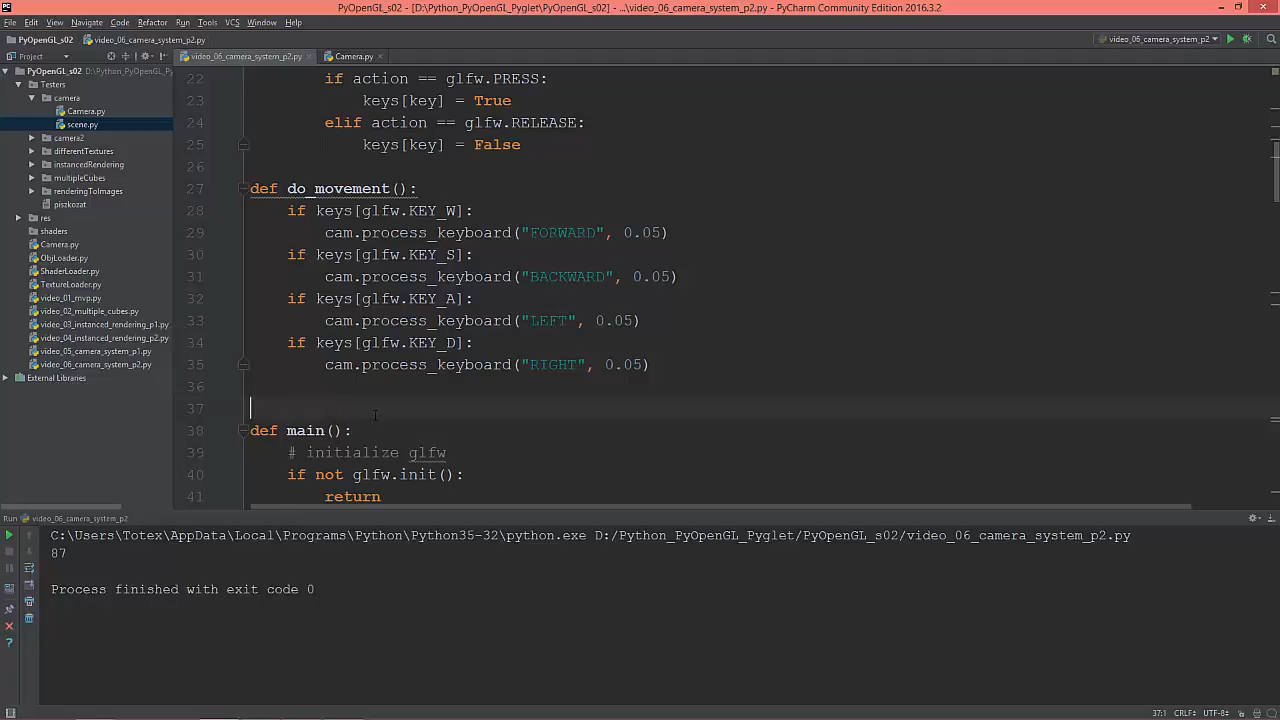 PyOpenGL_s02 - [D:\Python_PyOpenGL_Pyglet\PyOpenGL_s02] - ...\video_06_camera_system_p2.py - PyCharm Community Edition 2016.3.2
File Edit View Navigate Code Refactor Run Tools VCS Window Help
PyOpenGL_s02 video_06_camera_system_p2.py video_06_camera_system_p2
Project video_06_camera_system_p2.py Camera.py
PyOpenGL_s02 D:\Python_PyOpenGL_P
Testers
camera
Camera.py
scene.py
camera2
differentTextures
instancedRendering
multipleCubes
renderingToImages
piszkozat
res
shaders
Camera.py
ObjLoader.py
ShaderLoader.py
TextureLoader.py
video_01_mvp.py
video_02_multiple_cubes.py
video_03_instanced_rendering_p1.py
video_04_instanced_rendering_p2.py
video_05_camera_system_p1.py
video_06_camera_system_p2.py
External Libraries
22 if action == glfw.PRESS:
23 keys[key] = True
24 elif action == glfw.RELEASE:
25 keys[key] = False
26
27 def do_movement():
28 if keys[glfw.KEY_W]:
29 cam.process_keyboard("FORWARD", 0.05)
30 if keys[glfw.KEY_S]:
31 cam.process_keyboard("BACKWARD", 0.05)
32 if keys[glfw.KEY_A]:
33 cam.process_keyboard("LEFT", 0.05)
34 if keys[glfw.KEY_D]:
35 cam.process_keyboard("RIGHT", 0.05)
36
37
38 def main():
39 # initialize glfw
40 if not glfw.init():
41 return
Run video_06_camera_system_p2
C:\Users\Totex\AppData\Local\Programs\Python\Python35-32\python.exe D:/Python_PyOpenGL_Pyglet/PyOpenGL_s02/video_06_camera_system_p2.py
87
Process finished with exit code 0
37:1 CRLF UTF-8